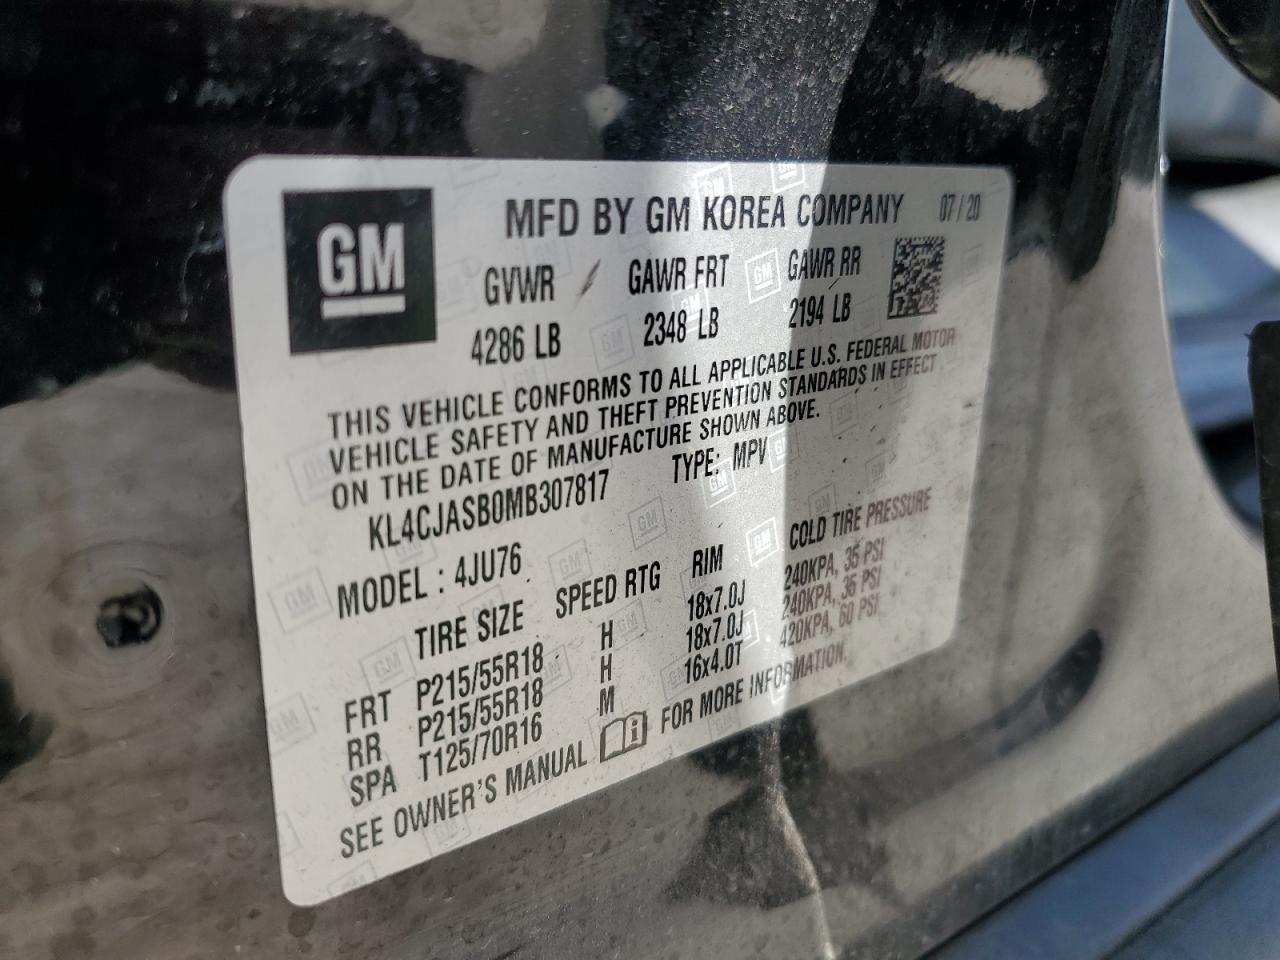 GM
MFD BY GM KOREA COMPANY 07/20
GVWR GAWR FRT GAWR RR
4286 LB 2348 LB 2194 LB
THIS VEHICLE CONFORMS TO ALL APPLICABLE U.S. FEDERAL MOTOR
VEHICLE SAFETY AND THEFT PREVENTION STANDARDS IN EFFECT
ON THE DATE OF MANUFACTURE SHOWN ABOVE.
KL4CJASB0MB307817 TYPE: MPV
MODEL : 4JU76
TIRE SIZE SPEED RTG RIM COLD TIRE PRESSURE
FRT P215/55R18 H 18x7.0J 240KPA, 35 PSI
RR P215/55R18 H 18x7.0J 240KPA, 35 PSI
SPA T125/70R16 M 16x4.0T 420KPA, 60 PSI
SEE OWNER'S MANUAL FOR MORE INFORMATION.